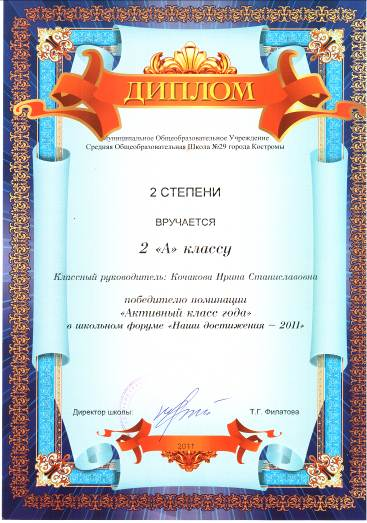 ДИПЛОМ
Муниципальное Общеобразовательное Учреждение
Средняя Общеобразовательная Школа №29 города Костромы
2 СТЕПЕНИ
ВРУЧАЕТСЯ
2 «А» классу
Классный руководитель: Кочакова Ирина Станиславовна
победителю номинации
«Активный класс года»
в школьном форуме «Наши достижения – 2011»
Директор школы:
Т.Г. Филатова
2011